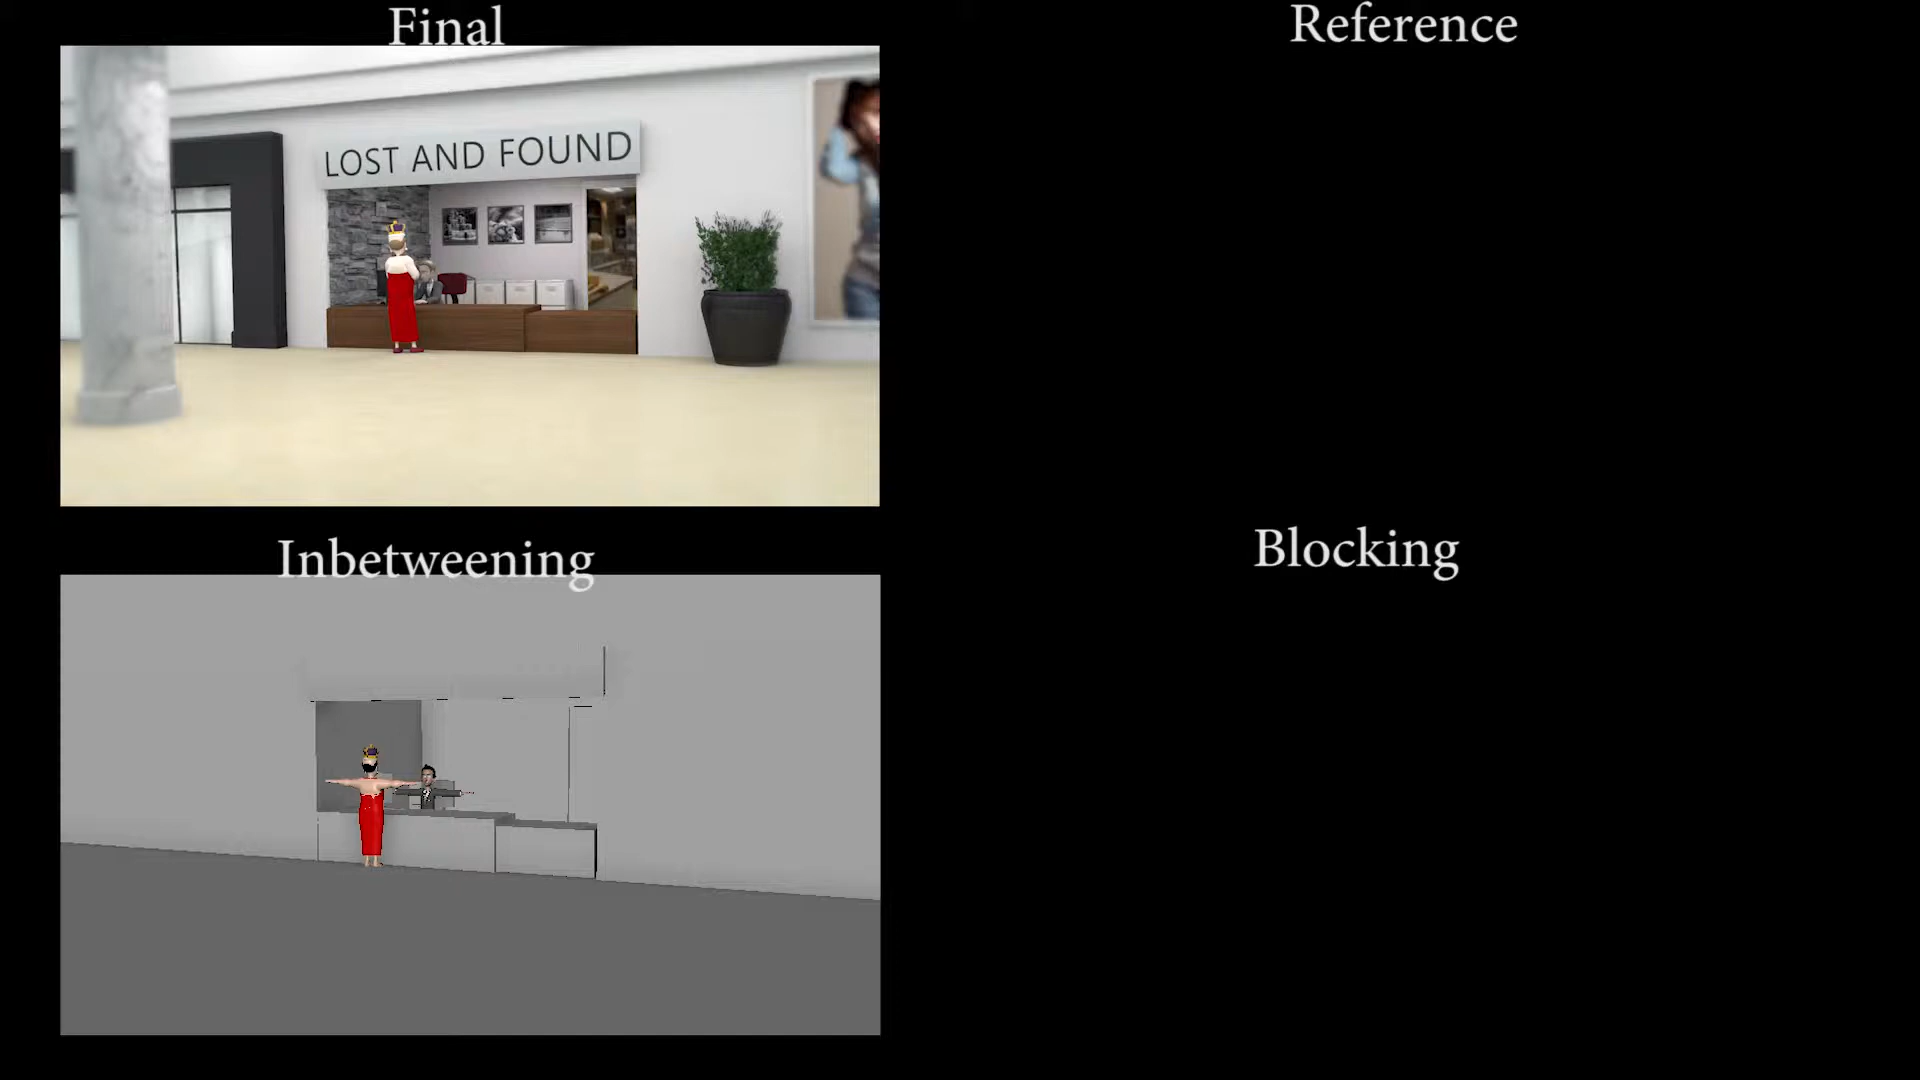 Final
Reference
LOST AND FOUND
Inbetweening
Blocking